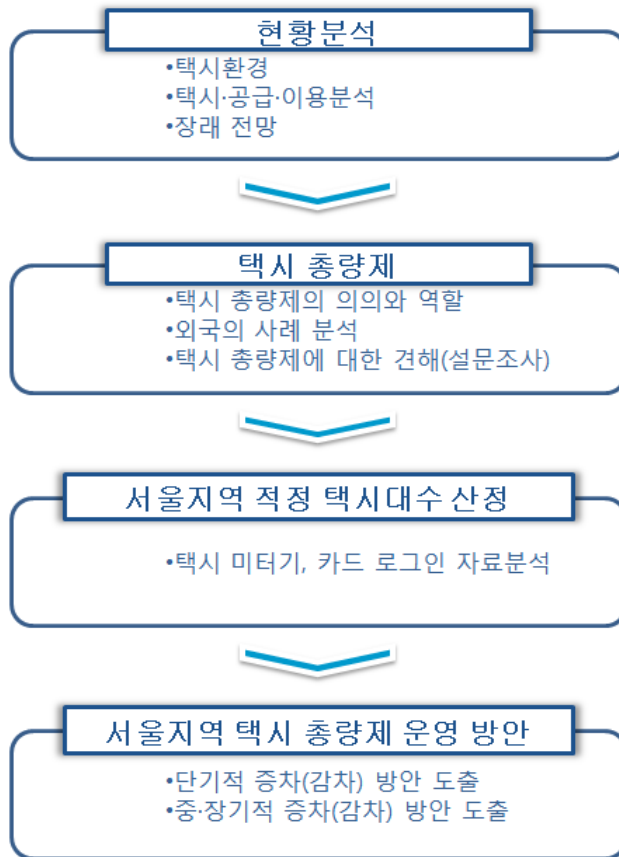 현황분석
•택시환경
•택시·공급·이용분석
•장래 전망
택시 총량제
•택시 총량제의 의의와 역할
•외국의 사례 분석
•택시 총량제에 대한 견해(설문조사)
서울지역 적정 택시대수 산정
•택시 미터기, 카드 로그인 자료분석
서울지역 택시 총량제 운영 방안
•단기적 증차(감차) 방안 도출
•중·장기적 증차(감차) 방안 도출